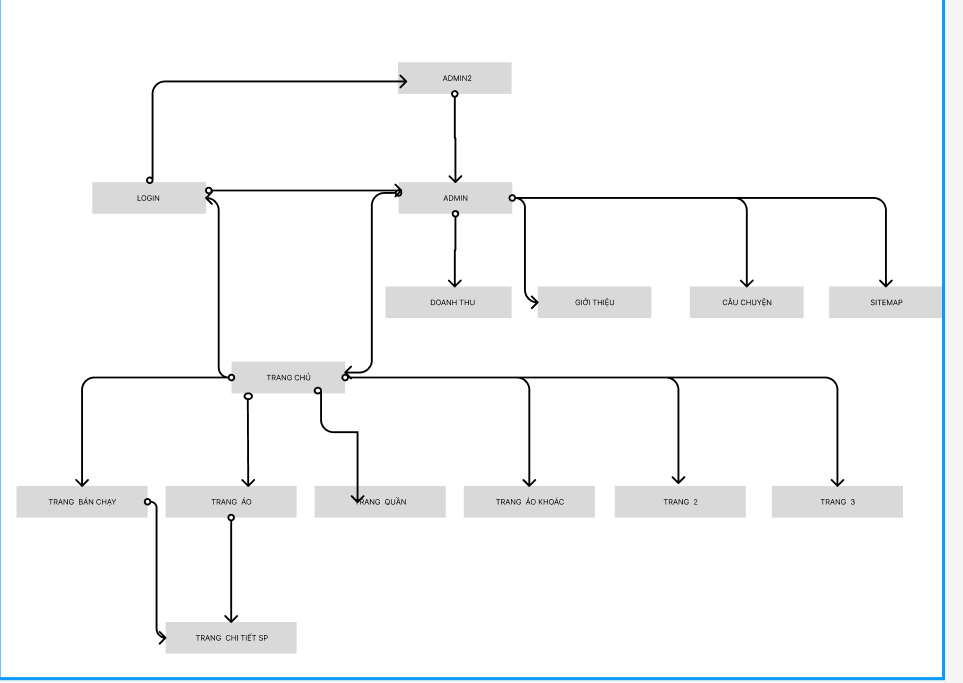 ADMIN2
LOGIN
ADMIN
DOANH THU
GIỚI THIỆU
CÂU CHUYỆN
SITEMAP
TRANG CHỦ
TRANG BÁN CHẠY
TRANG ÁO
TRANG QUẦN
TRANG ÁO KHOÁC
TRANG 2
TRANG 3
TRANG CHI TIẾT SP